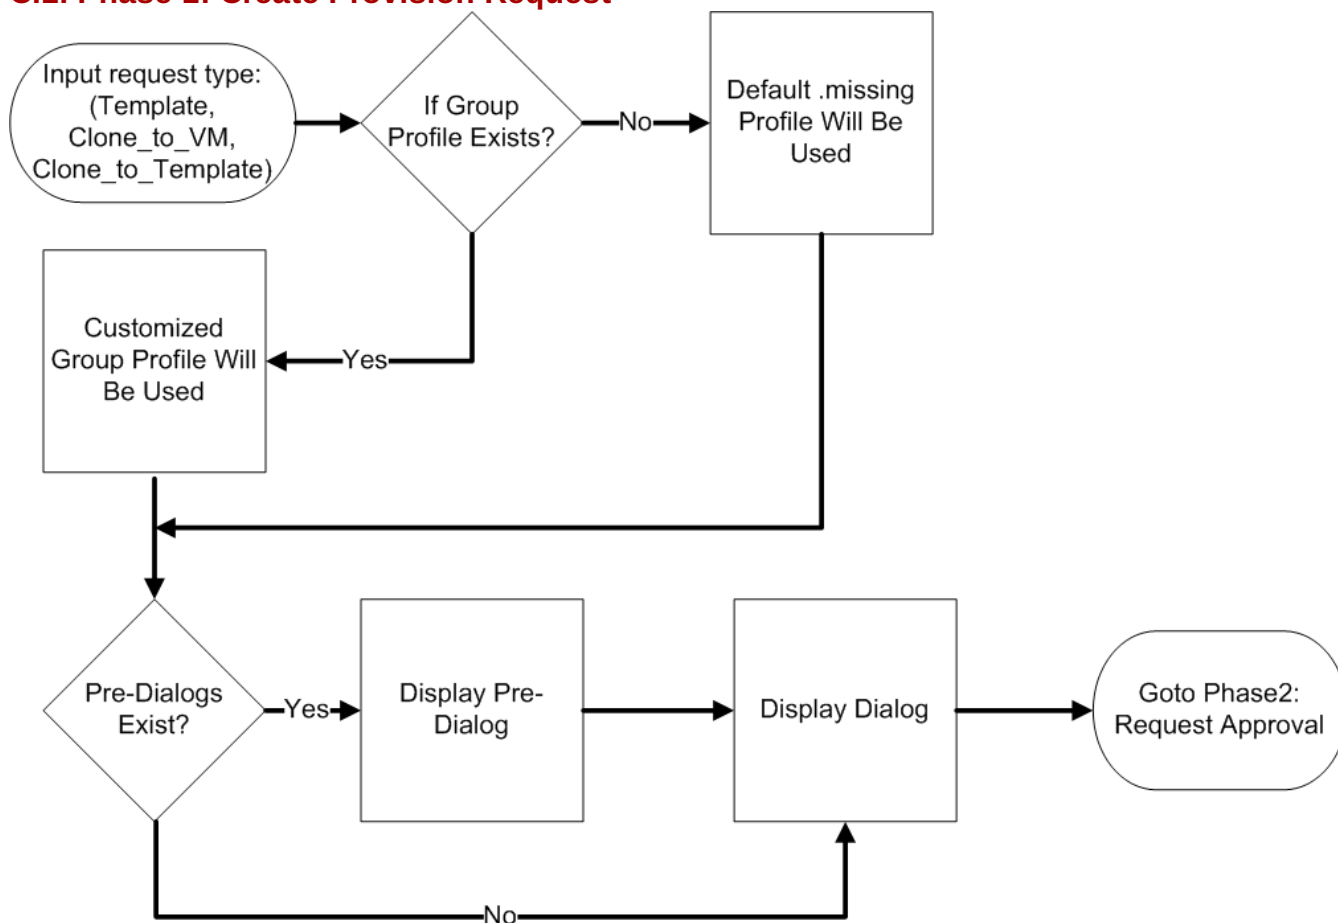 Input request type:
(Template,
Clone_to_VM,
Clone_to_Template)
If Group
Profile Exists?
No
Default .missing
Profile Will Be
Used
Customized
Group Profile Will
Be Used
Yes
Pre-Dialogs
Exist?
Yes
Display Pre-
Dialog
Display Dialog
Goto Phase2:
Request Approval
No